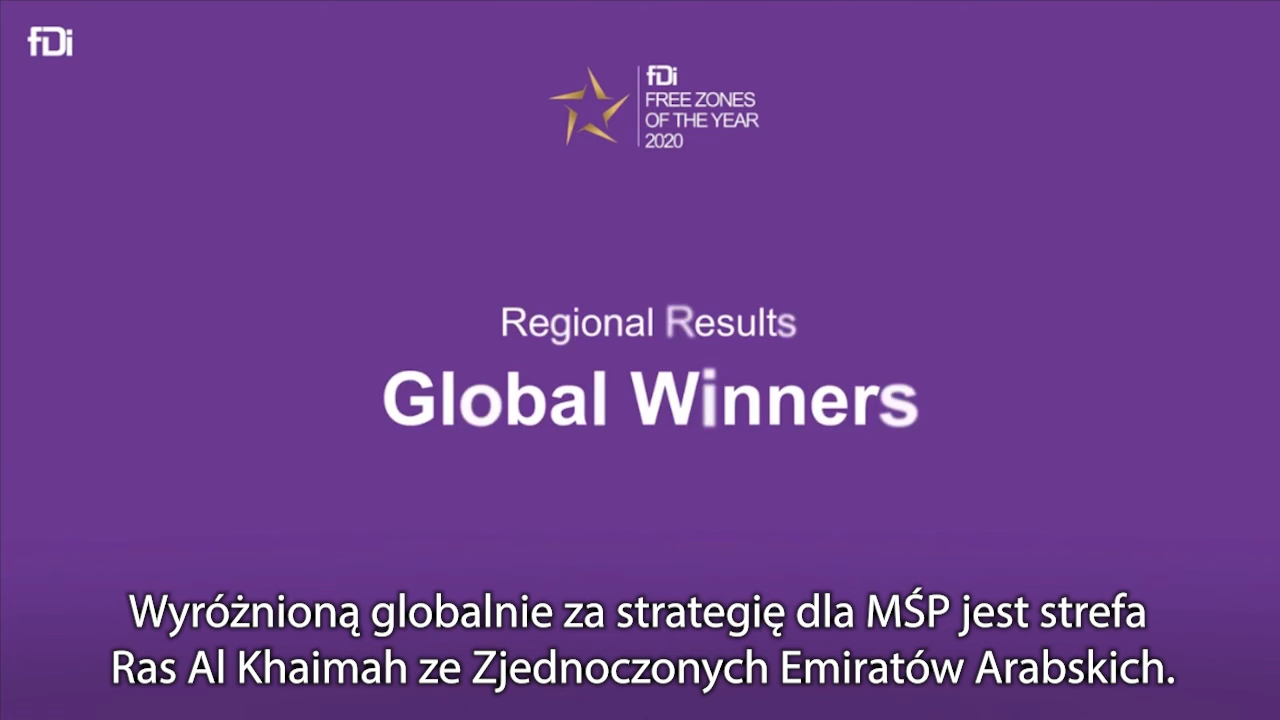 fDi
fDi
FREE ZONES
OF THE YEAR
2020
Regional Results
Global Winners
Wyróżnioną globalnie za strategię dla MŚP jest strefa
Ras Al Khaimah ze Zjednoczonych Emiratów Arabskich.